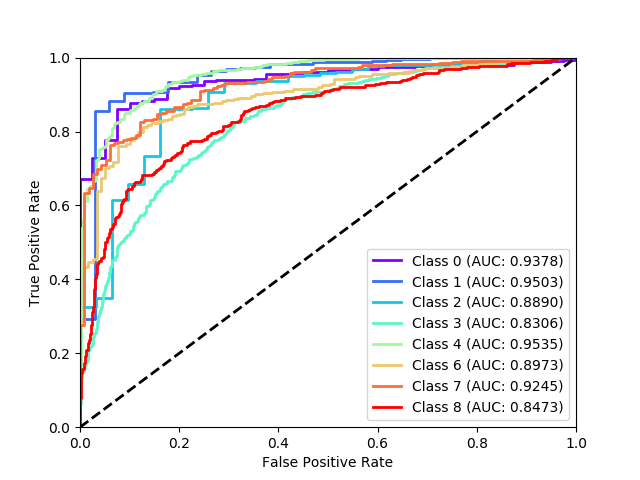 1.0
0.8
0.6
0.4
0.2
0.0
True Positive Rate
0.0 0.2 0.4 0.6 0.8 1.0
False Positive Rate
Class 0 (AUC: 0.9378)
Class 1 (AUC: 0.9503)
Class 2 (AUC: 0.8890)
Class 3 (AUC: 0.8306)
Class 4 (AUC: 0.9535)
Class 6 (AUC: 0.8973)
Class 7 (AUC: 0.9245)
Class 8 (AUC: 0.8473)